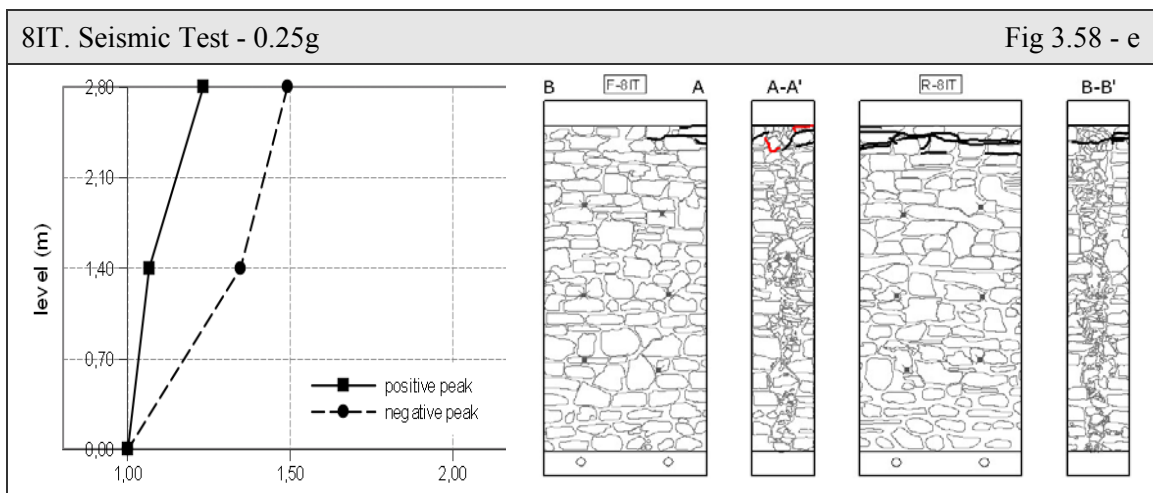 8IT. Seismic Test - 0.25g Fig 3.58 - e
level (m)
2,80
2,10
1,40
0,70
0,00
1,00 1,50 2,00
positive peak
negative peak
B F-8IT A
A-A'
R-8IT
B-B'